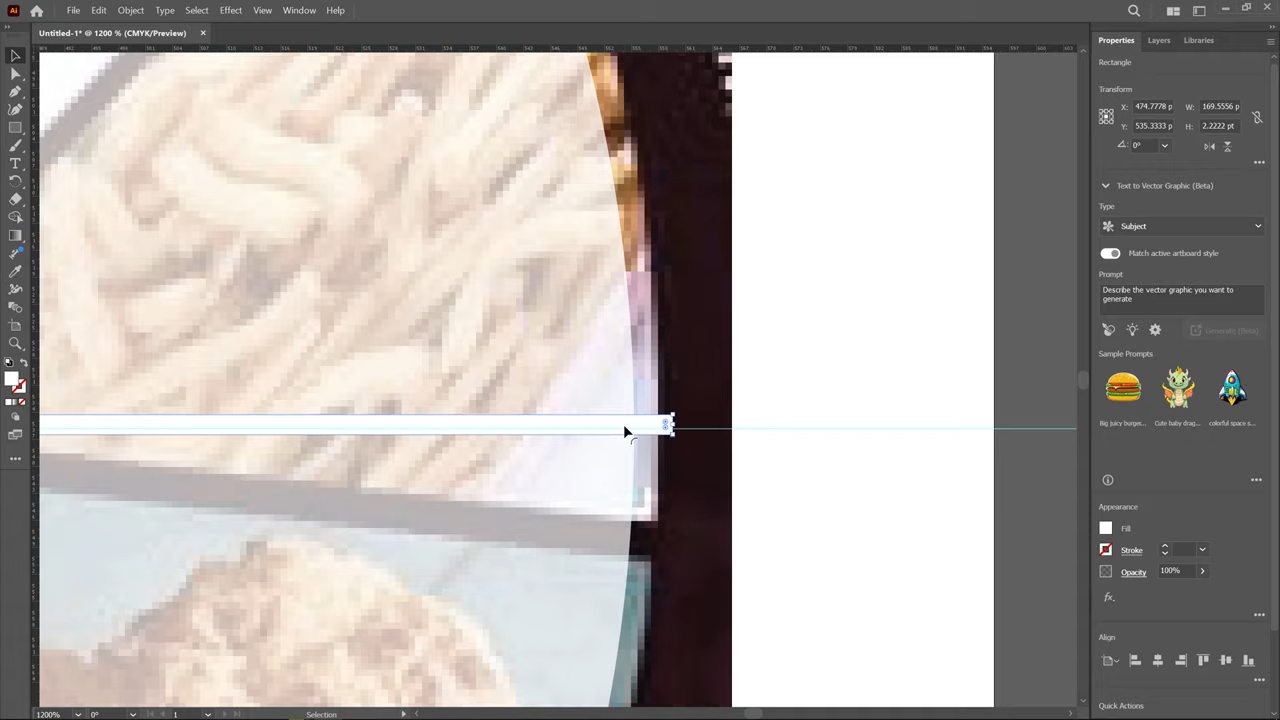 Ai File Edit Object Type Select Effect View Window Help
Untitled-1* @ 1200 % (CMYK/Preview) ×
Properties Layers Libraries
Rectangle
Transform
X: 474.7778 p W: 169.5556 p
Y: 535.3333 p H: 2.2222 pt
0°
Text to Vector Graphic (Beta)
Type
Subject
Match active artboard style
Prompt
Describe the vector graphic you want to
generate
Generate (Beta)
Sample Prompts
Big juicy burger... Cute baby drag... colorful space s...
Appearance
Fill
Stroke
Opacity 100%
fx.
Align
Quick Actions
1200% 0° 1 Selection